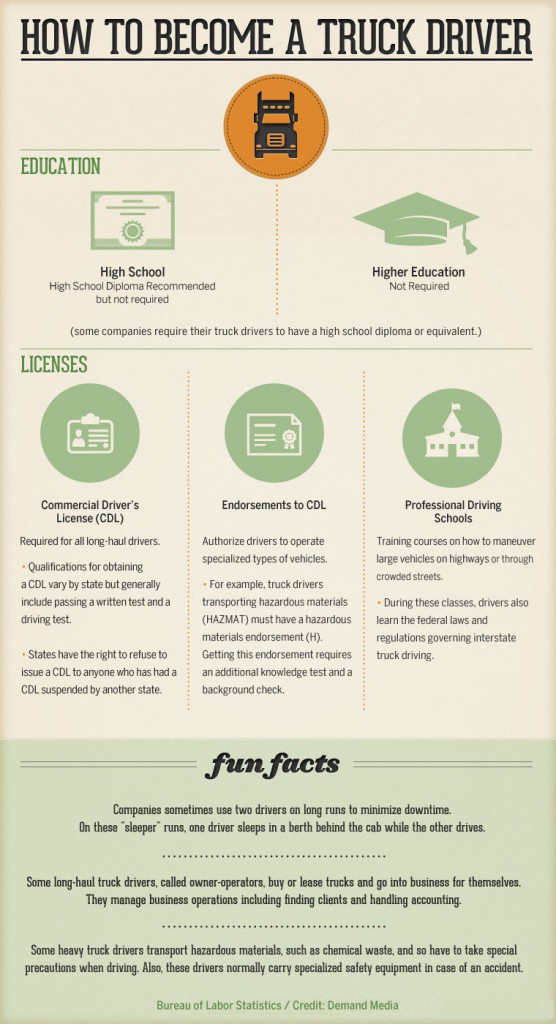 HOW TO BECOME A TRUCK DRIVER
EDUCATION
High School
High School Diploma Recommended
but not required
Higher Education
Not Required
(some companies require their truck drivers to have a high school diploma or equivalent.)
LICENSES
Commercial Driver's
License (CDL)
Required for all long-haul drivers.
• Qualifications for obtaining
a CDL vary by state but generally
include passing a written test and a
driving test.
• States have the right to refuse to
issue a CDL to anyone who has had a
CDL suspended by another state.
Endorsements to CDL
Authorize drivers to operate
specialized types of vehicles.
• For example, truck drivers
transporting hazardous materials
(HAZMAT) must have a hazardous
materials endorsement (H).
Getting this endorsement requires
an additional knowledge test and a
background check.
Professional Driving
Schools
Training courses on how to maneuver
large vehicles on highways or through
crowded streets.
• During these classes, drivers also
learn the federal laws and
regulations governing interstate
truck driving.
fun facts
Companies sometimes use two drivers on long runs to minimize downtime.
On these "sleeper" runs, one driver sleeps in a berth behind the cab while the other drives.
Some long-haul truck drivers, called owner-operators, buy or lease trucks and go into business for themselves.
They manage business operations including finding clients and handling accounting.
Some heavy truck drivers transport hazardous materials, such as chemical waste, and so have to take special
precautions when driving. Also, these drivers normally carry specialized safety equipment in case of an accident.
Bureau of Labor Statistics / Credit: Demand Media